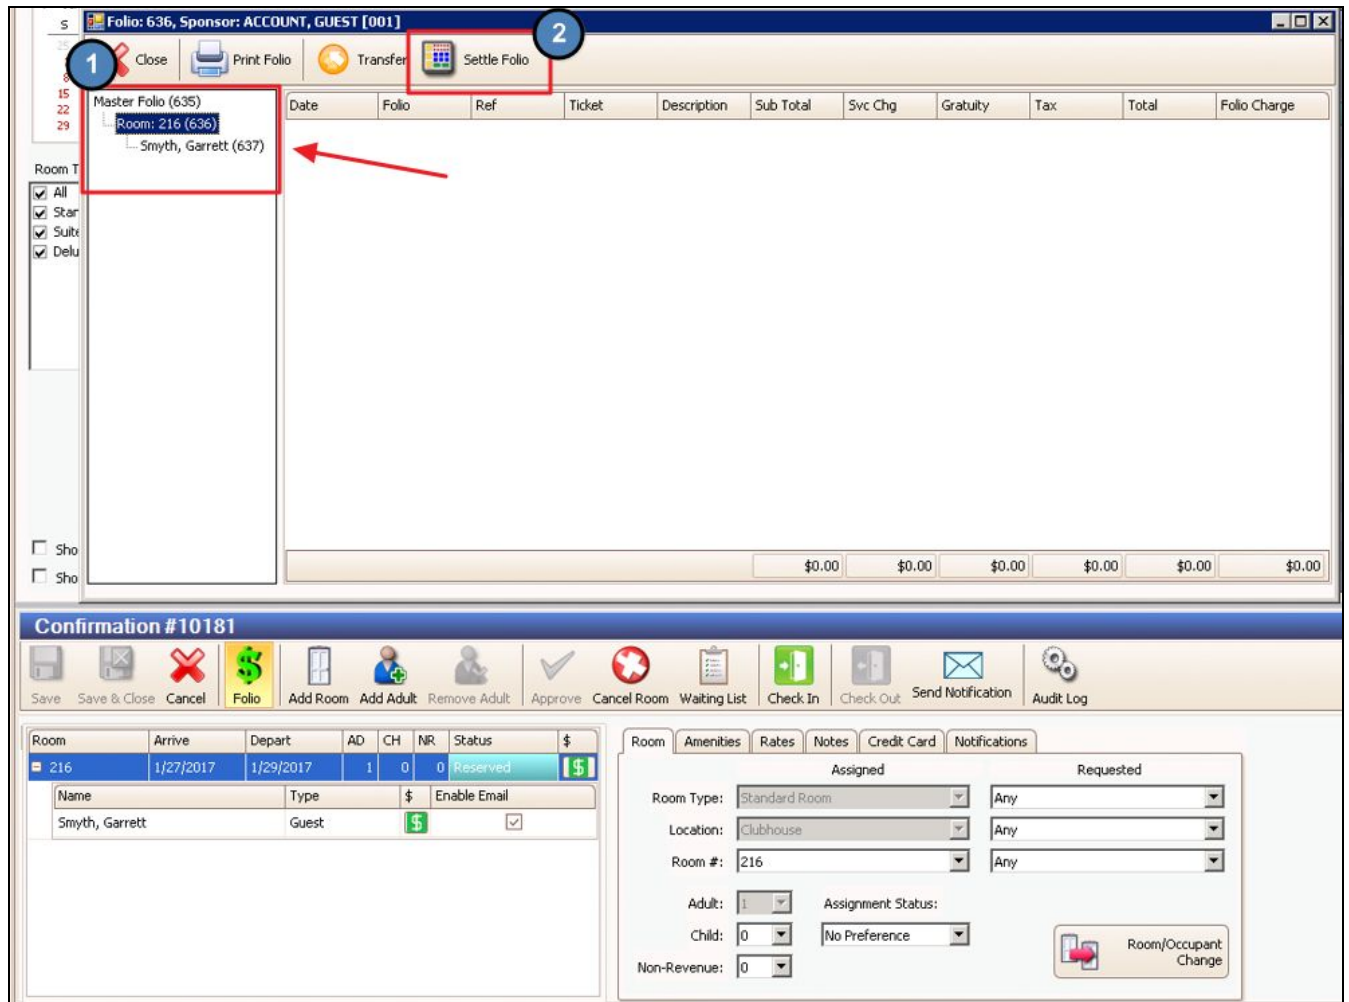 Folio: 636, Sponsor: ACCOUNT, GUEST [001]
2
1
Close Print Folio Transfer Settle Folio
S
25
8
15
22
29
Master Folio (635)
Room: 216 (636)
Smyth, Garrett (637)
Date Folio Ref Ticket Description Sub Total Svc Chg Gratuity Tax Total Folio Charge
Room T
All
Star
Suite
Delu
Sho
Sho
$0.00 $0.00 $0.00 $0.00 $0.00 $0.00
Confirmation #10181
Save Save & Close Cancel Folio Add Room Add Adult Remove Adult Approve Cancel Room Waiting List Check In Check Out Send Notification Audit Log
Room Arrive Depart AD CH NR Status $
216 1/27/2017 1/29/2017 1 0 0 Reserved $
Name Type $ Enable Email
Smyth, Garrett Guest $
Room Amenities Rates Notes Credit Card Notifications
Assigned Requested
Room Type: Standard Room Any
Location: Clubhouse Any
Room #: 216 Any
Adult: 1 Assignment Status:
Child: 0 No Preference
Non-Revenue: 0
Room/Occupant
Change